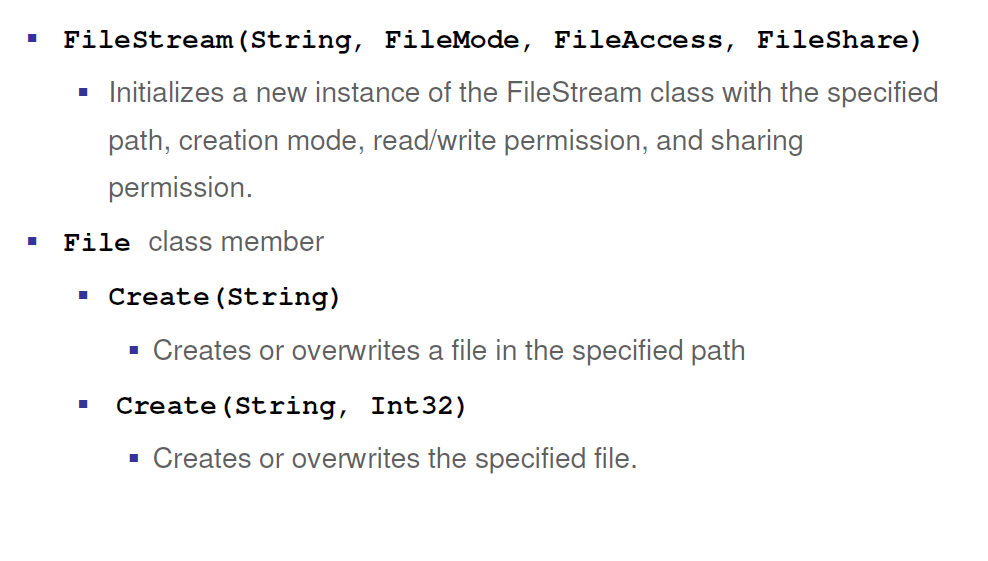 FileStream(String, FileMode, FileAccess, FileShare)
Initializes a new instance of the FileStream class with the specified
path, creation mode, read/write permission, and sharing
permission.
File class member
Create(String)
Creates or overwrites a file in the specified path
Create(String, Int32)
Creates or overwrites the specified file.